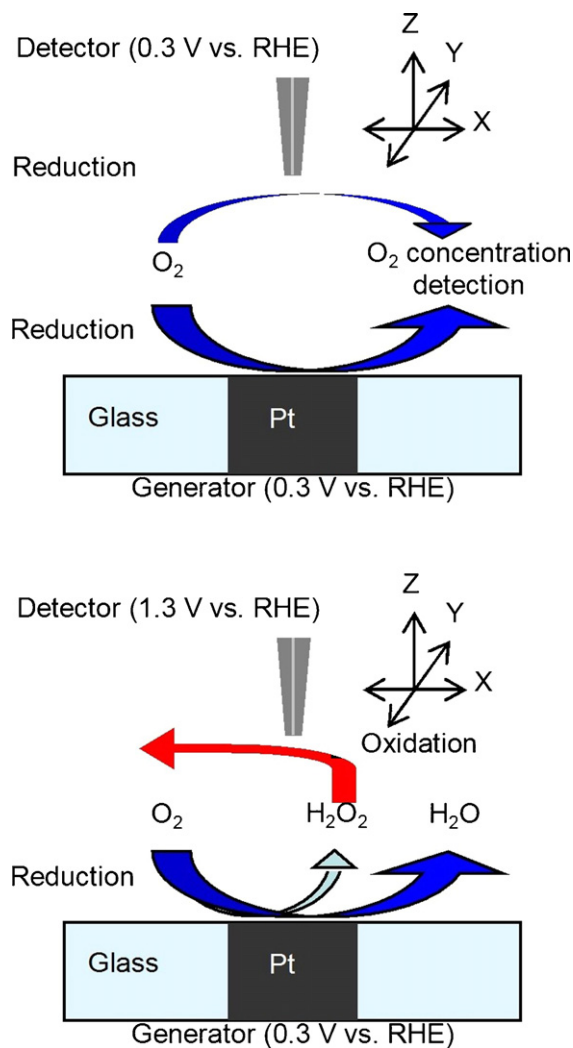 Z
Detector (0.3 V vs. RHE)
Y
X
Reduction
O₂
O₂ concentration
detection
Reduction
Glass
Pt
Generator (0.3 V vs. RHE)
Z
Detector (1.3 V vs. RHE)
Y
X
Oxidation
O₂
H₂O₂
H₂O
Reduction
Glass
Pt
Generator (0.3 V vs. RHE)